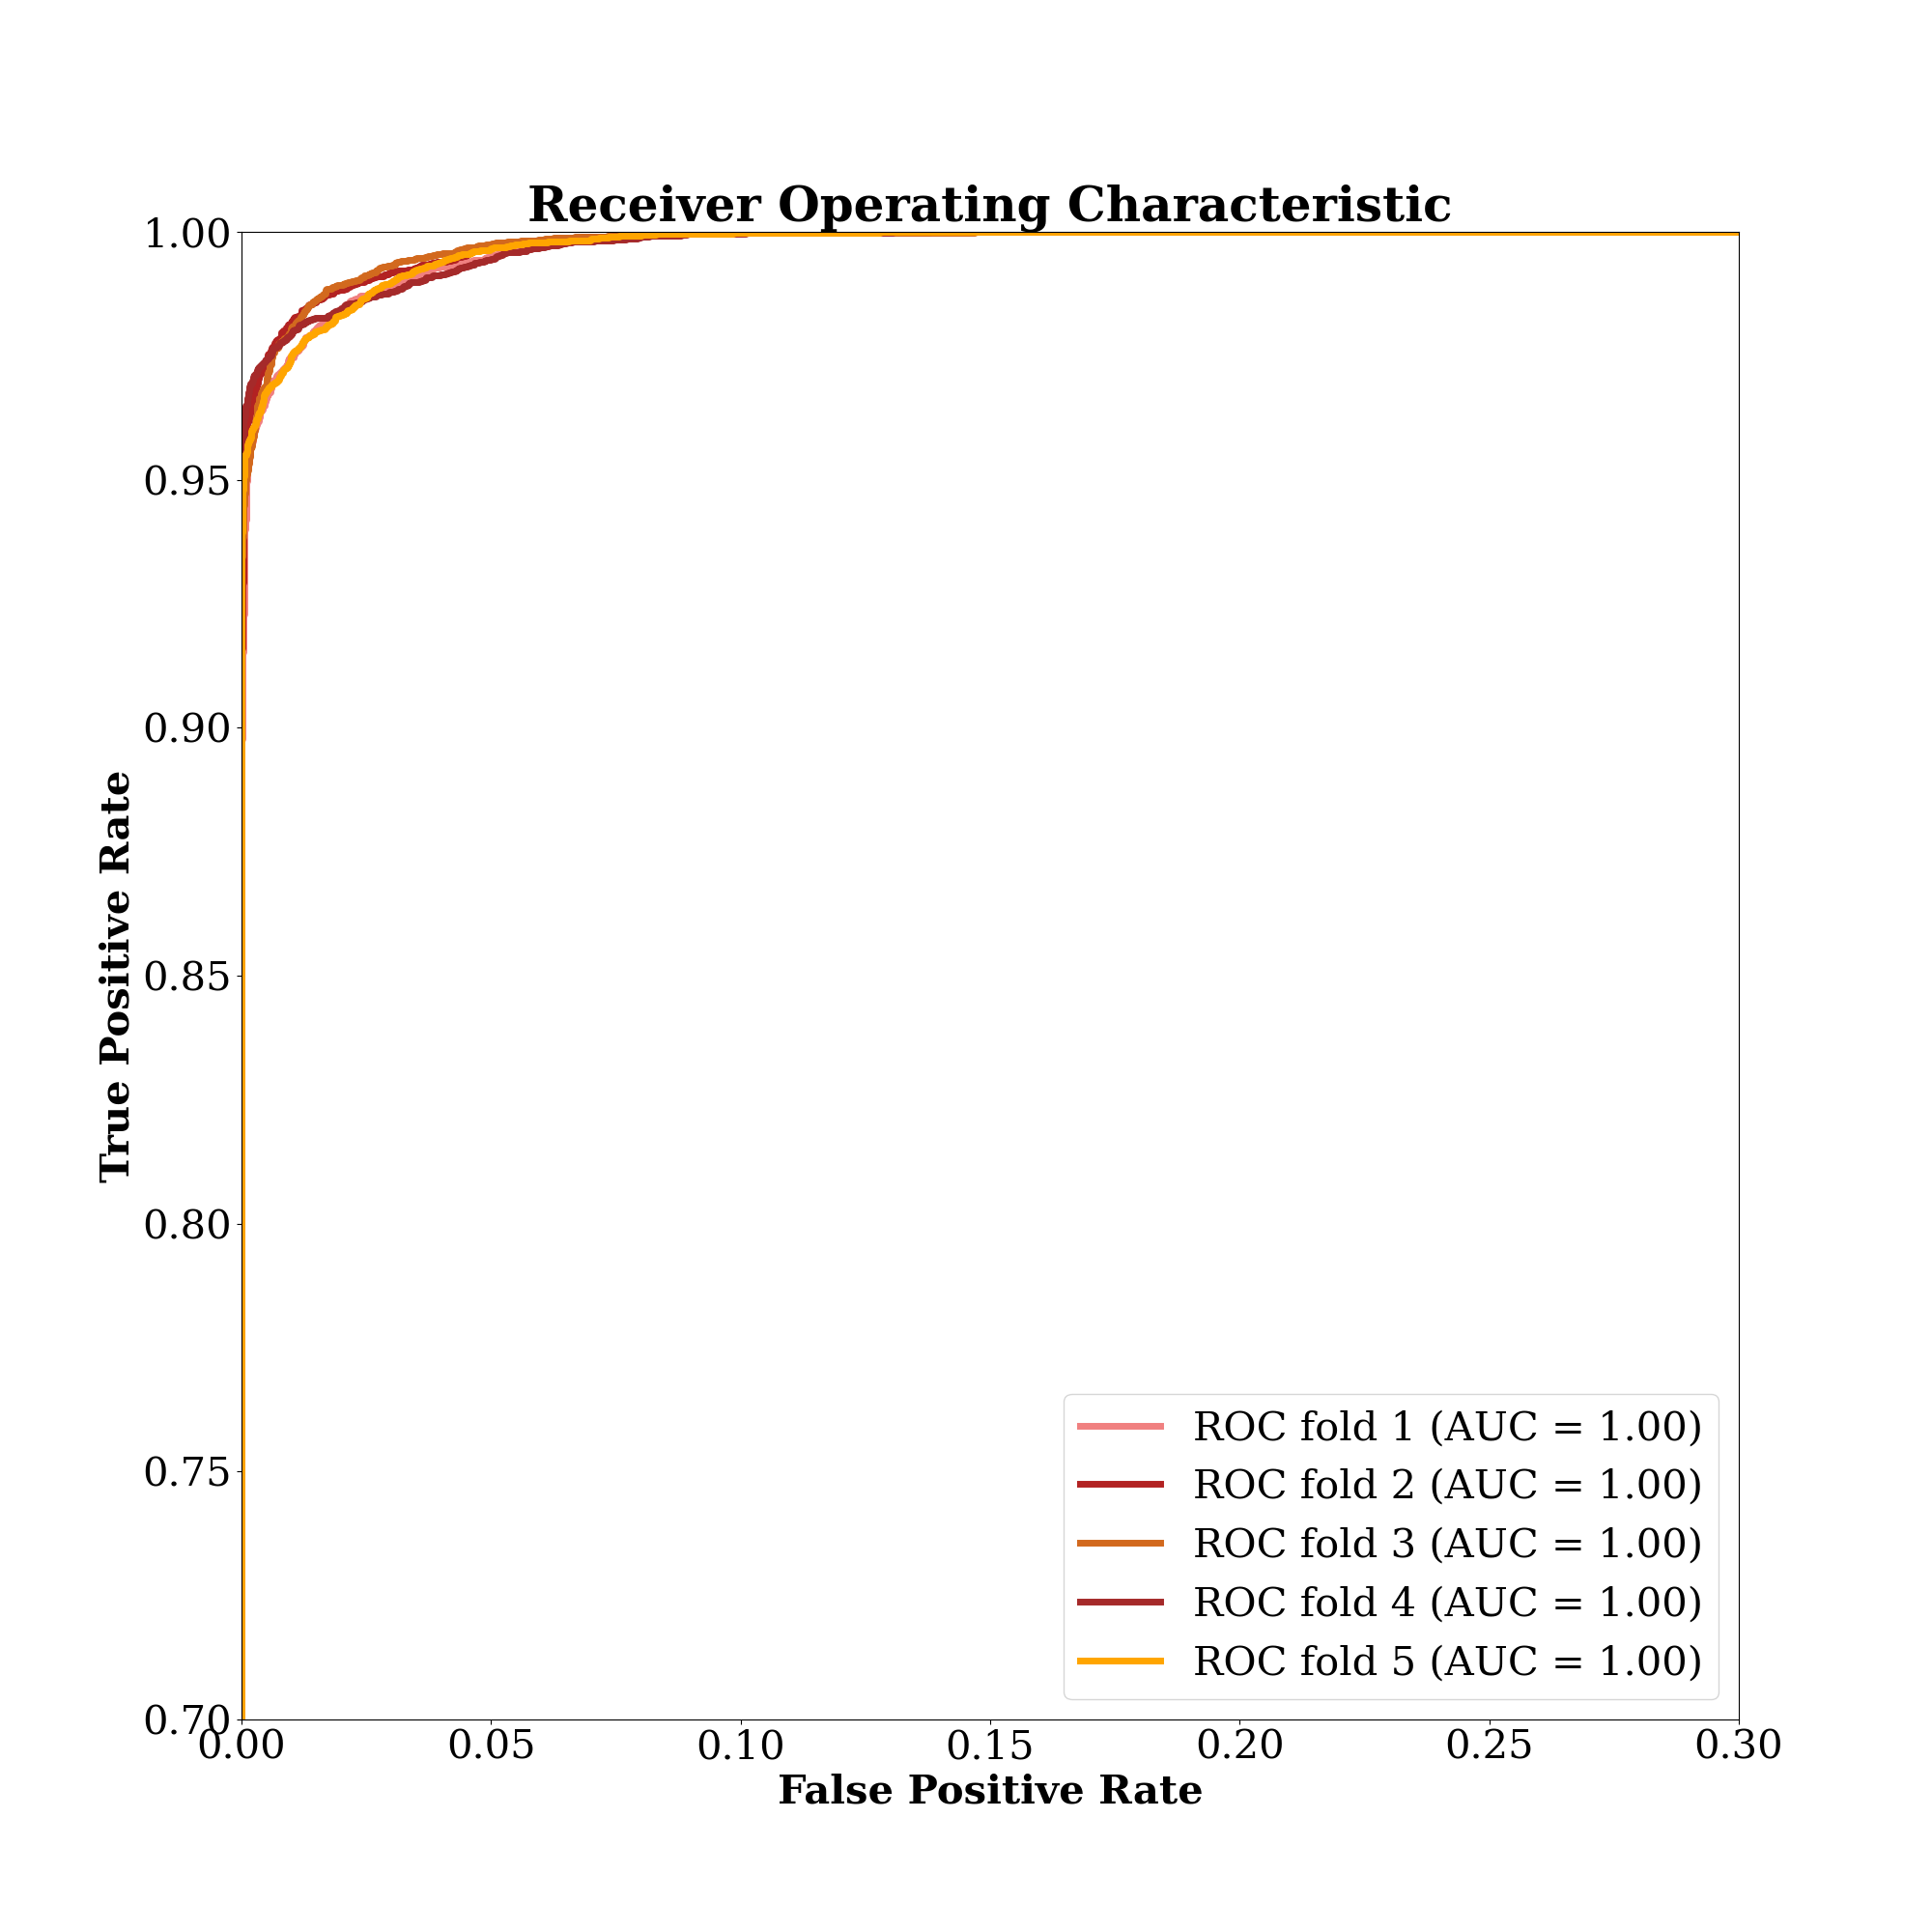 Receiver Operating Characteristic
1.00
0.95
0.90
0.85
0.80
0.75
0.70
True Positive Rate
ROC fold 1 (AUC = 1.00)
ROC fold 2 (AUC = 1.00)
ROC fold 3 (AUC = 1.00)
ROC fold 4 (AUC = 1.00)
ROC fold 5 (AUC = 1.00)
0.00 0.05 0.10 0.15 0.20 0.25 0.30
False Positive Rate